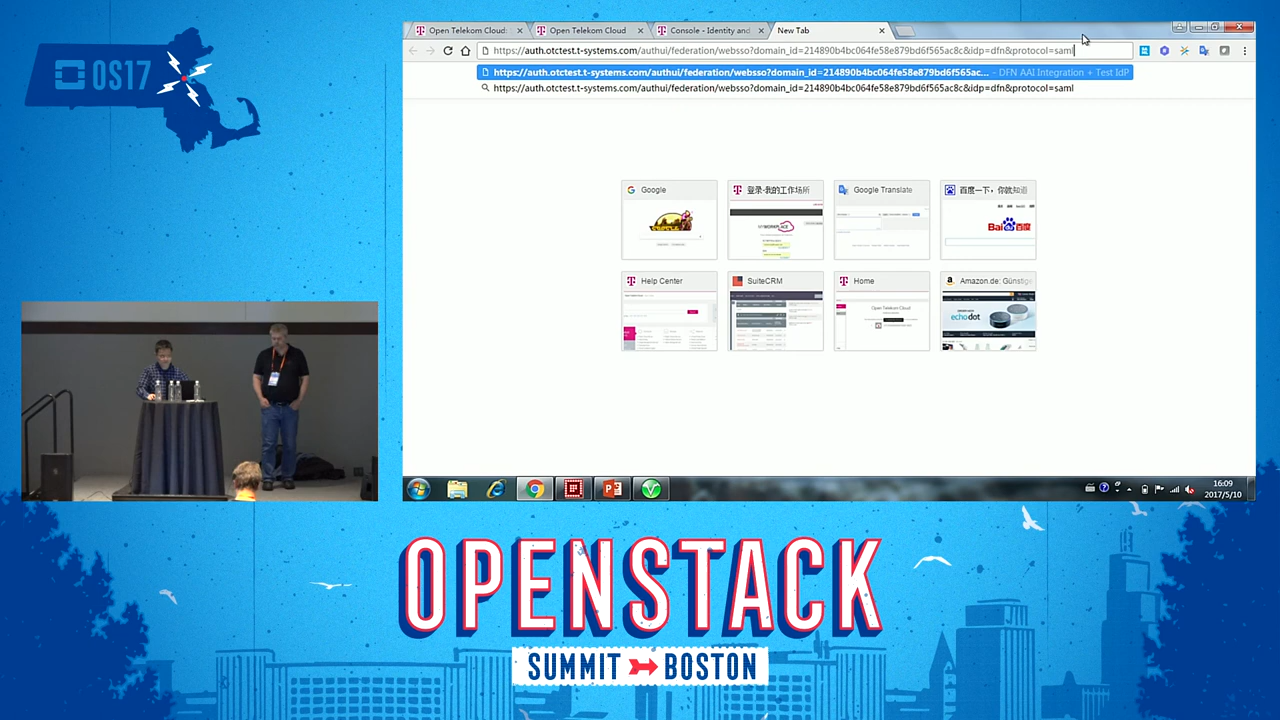 OS17
Open Telekom Cloud:
Open Telekom Cloud
Console - Identity and
New Tab
https://auth.otctest.t-systems.com/authui/federation/websso?domain_id=214890b4bc064fe58e879bd6f565ac8c&idp=dfn&protocol=saml
https://auth.otctest.t-systems.com/authui/federation/websso?domain_id=214890b4bc064fe58e879bd6f565ac... - DFN AAI Integration + Test IdP
https://auth.otctest.t-systems.com/authui/federation/websso?domain_id=214890b4bc064fe58e879bd6f565ac8c&idp=dfn&protocol=saml
Google
登录-我的工作场所
Google Translate
百度一下,你就知道
MYWORKPLACE
Bai du 百度
Help Center
SuiteCRM
Home
Amazon.de: Günstige
Open Telekom Cloud
echo dot
16:09
2017/5/10
OPENSTACK
SUMMIT BOSTON